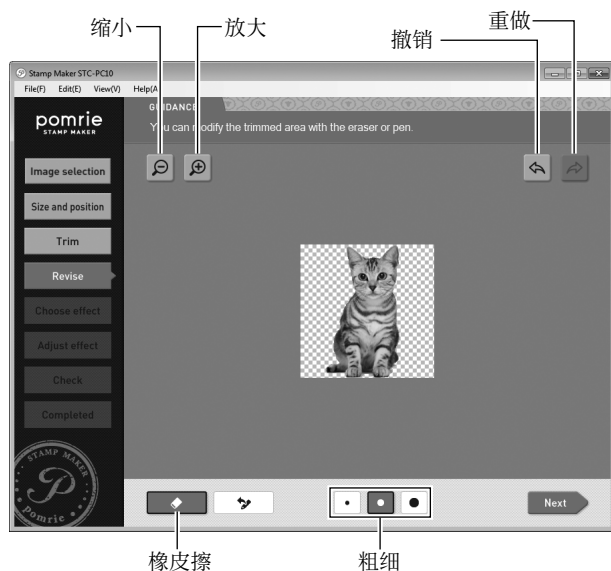 缩小
放大
撤销
重做
Stamp Maker STC-PC10
File(F) Edit(E) View(V) Help(
GUIDANCE
You can modify the trimmed area with the eraser or pen.
pomrie
STAMP MAKER
Image selection
Size and position
Trim
Revise
Choose effect
Adjust effect
Check
Completed
STAMP MAKER
P
Pomrie
Next
橡皮擦
粗细